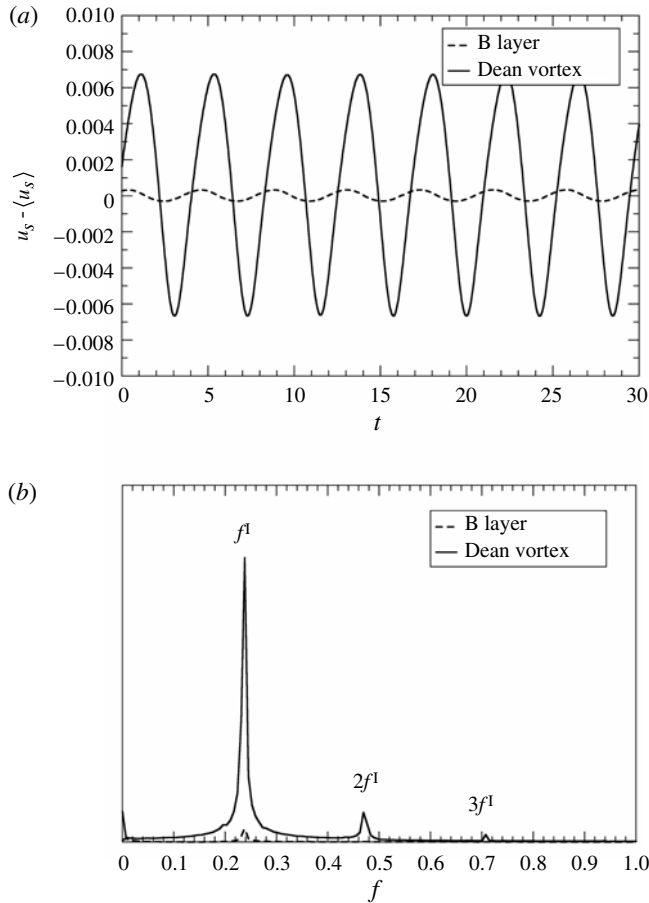 (a)
0.010
0.008
0.006
0.004
0.002
0
−0.002
−0.004
−0.006
−0.008
−0.010
u_s - ⟨u_s⟩
B layer
Dean vortex
0 5 10 15 20 25 30
t
(b)
f^I
2f^I
3f^I
B layer
Dean vortex
0 0.1 0.2 0.3 0.4 0.5 0.6 0.7 0.8 0.9 1.0
f